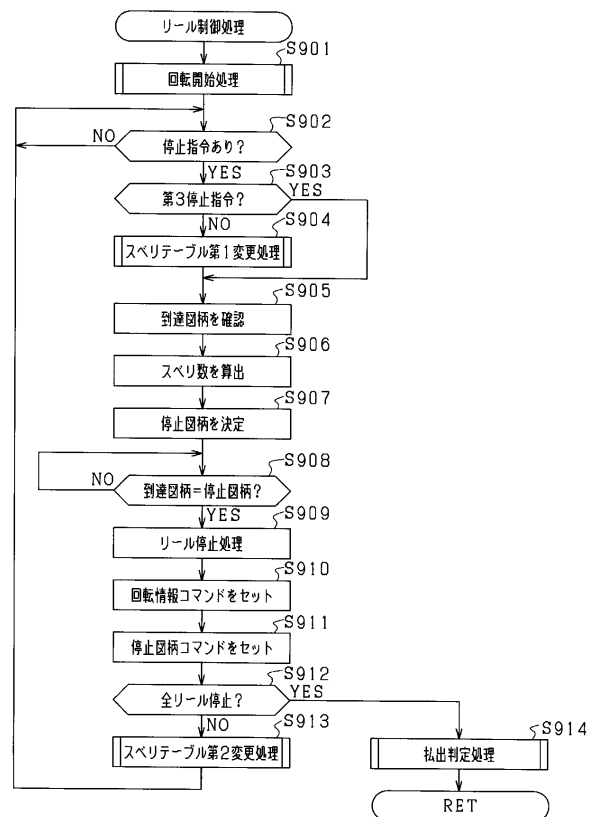 リール制御処理
S901
回転開始処理
S902
停止指令あり?
NO
YES
S903
第3停止指令?
YES
NO
S904
スベリテーブル第1変更処理
S905
到達図柄を確認
S906
スベリ数を算出
S907
停止図柄を決定
S908
到達図柄=停止図柄?
NO
YES
S909
リール停止処理
S910
回転情報コマンドをセット
S911
停止図柄コマンドをセット
S912
全リール停止?
YES
NO
S913
スベリテーブル第2変更処理
S914
払出判定処理
RET